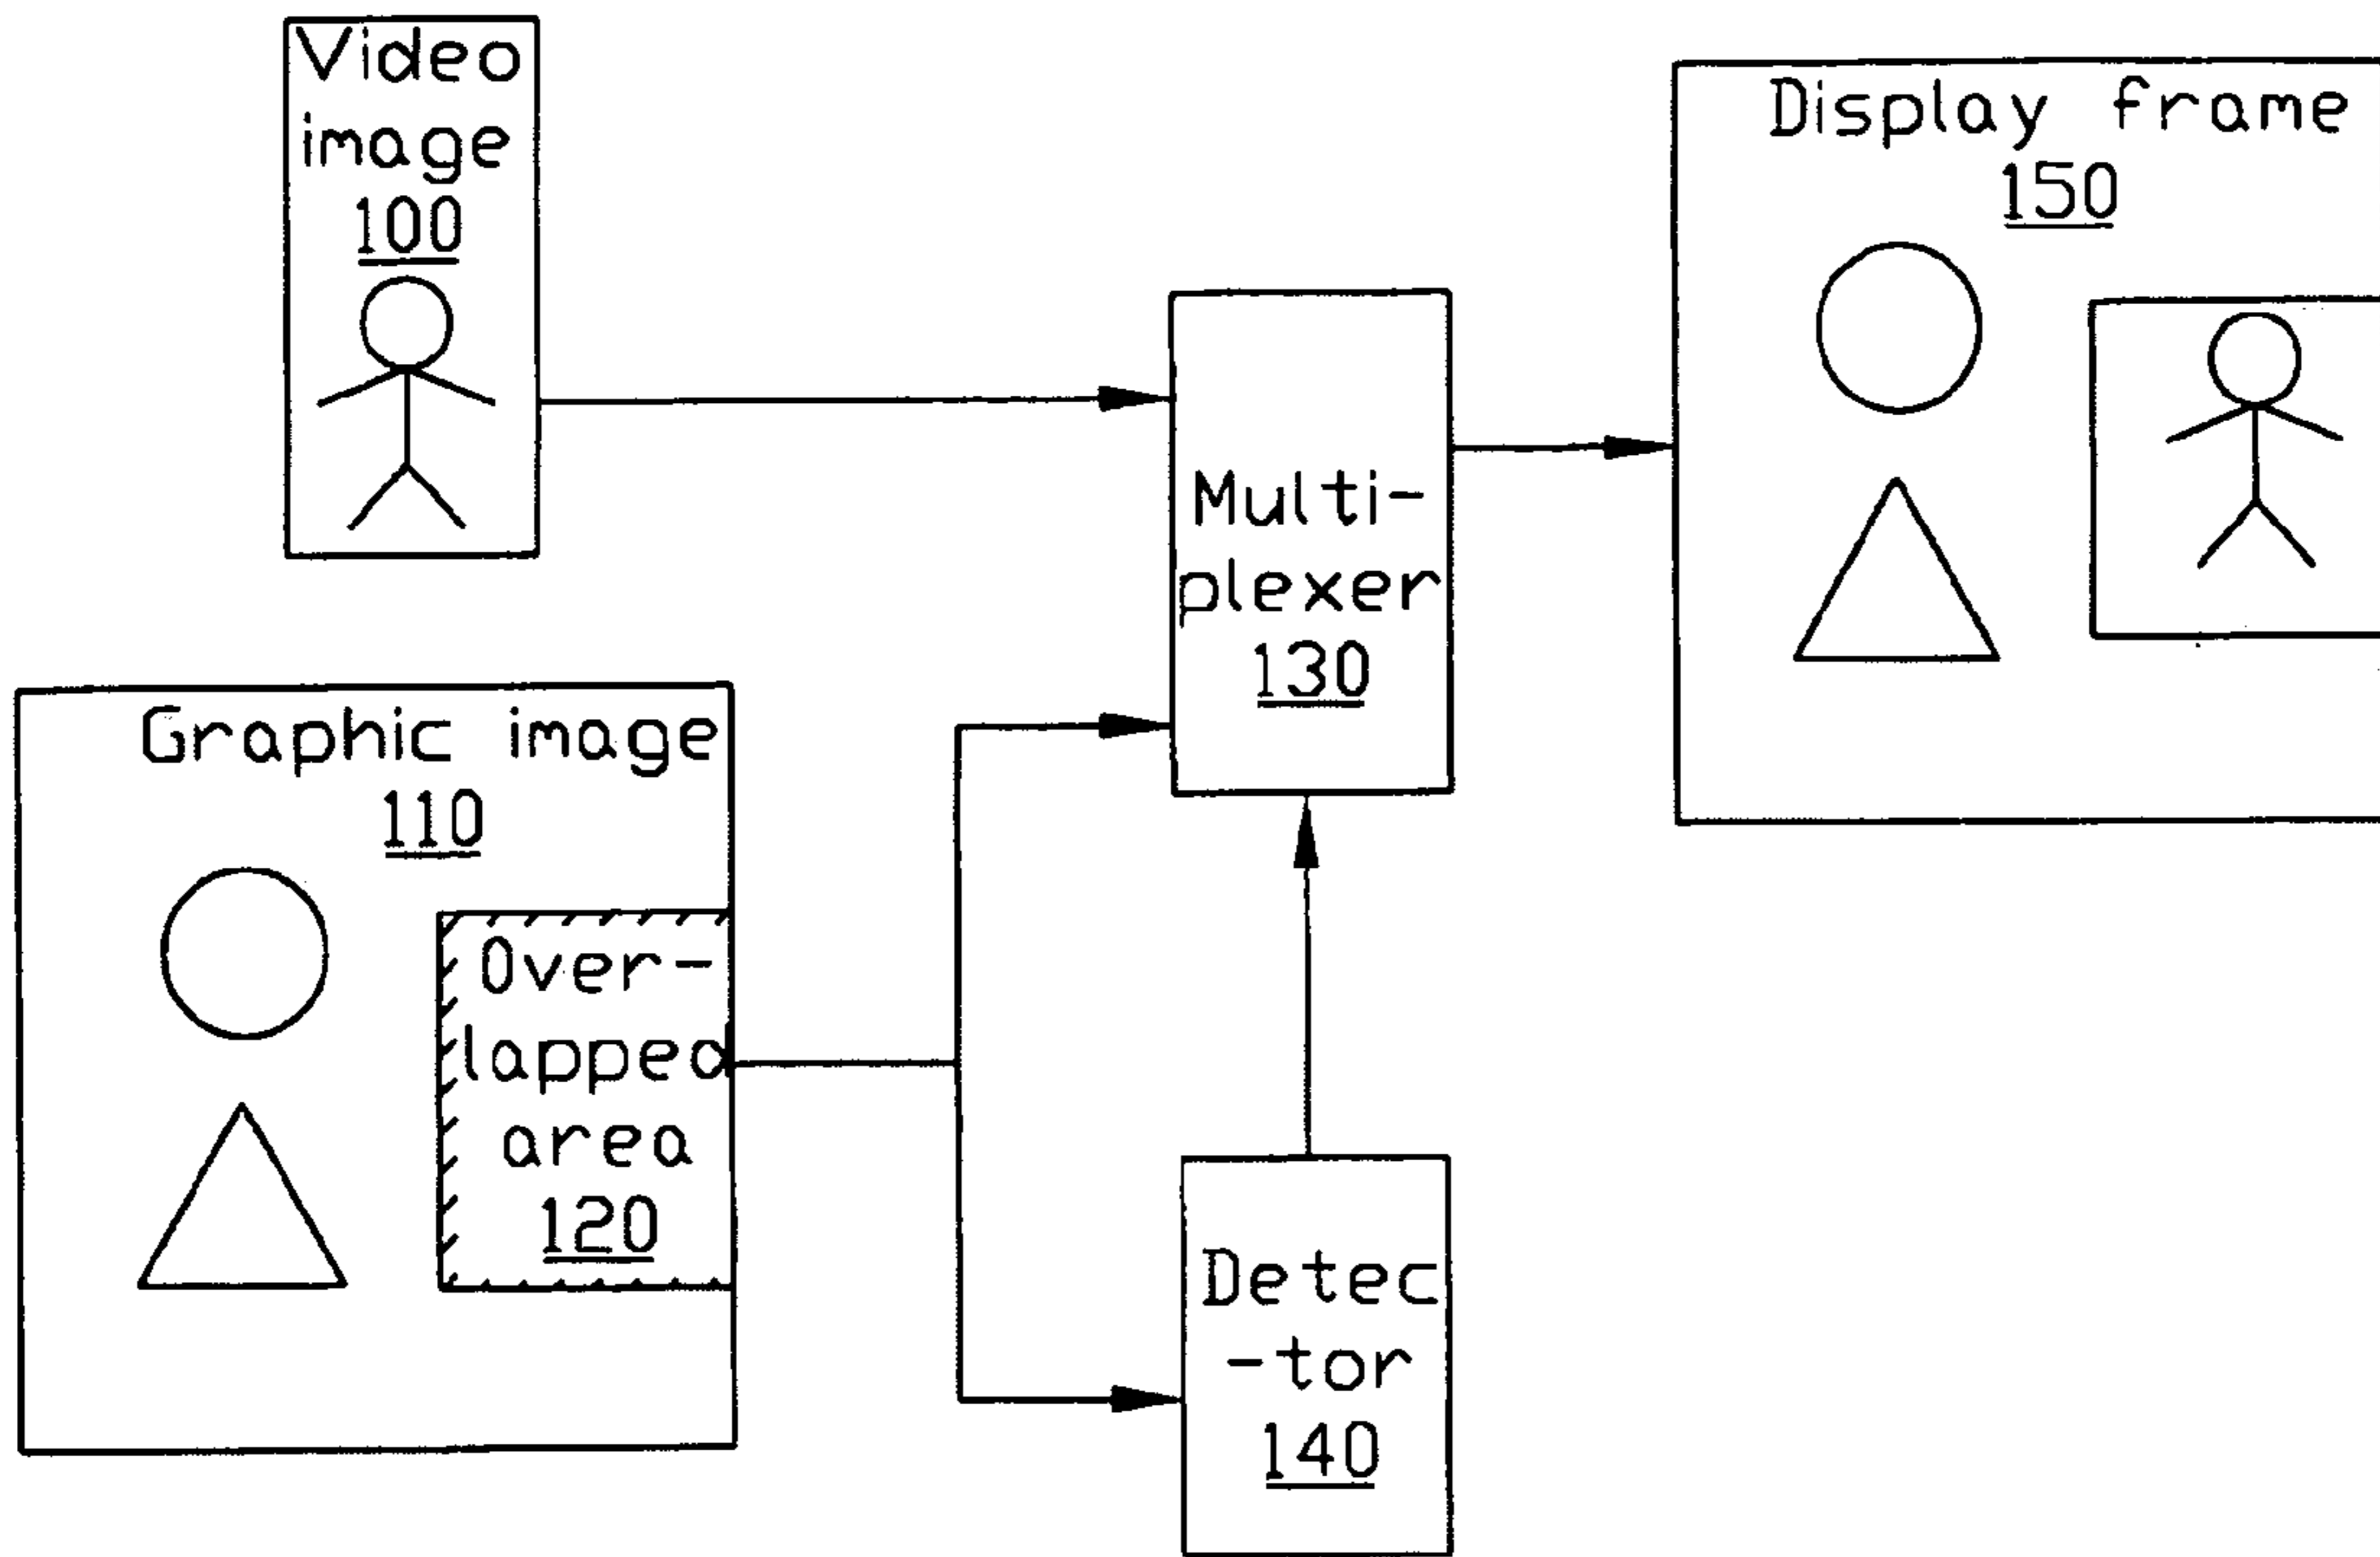 Video
image
100
Display frame
150
Multi-
plexer
130
Graphic image
110
Over-
lapped
area
120
Detec
-tor
140